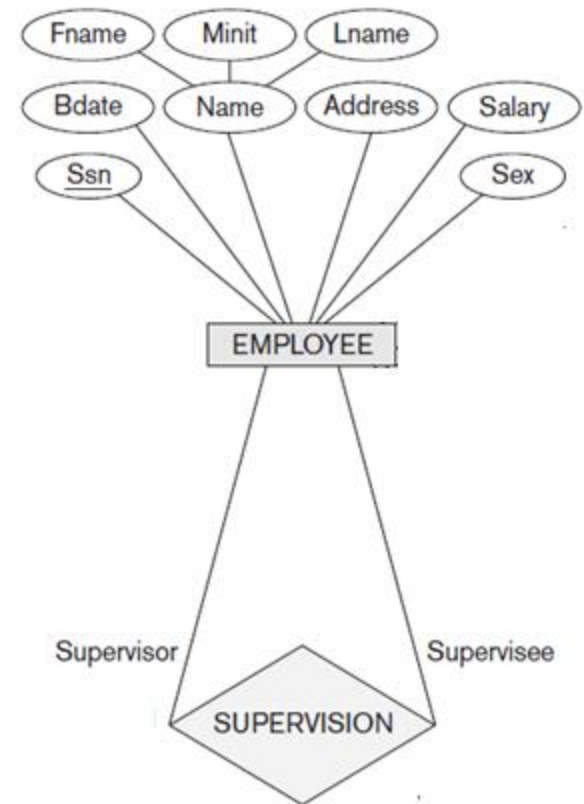 Fname Minit Lname
Bdate Name Address Salary
Ssn Sex
EMPLOYEE
Supervisor Supervisee
SUPERVISION